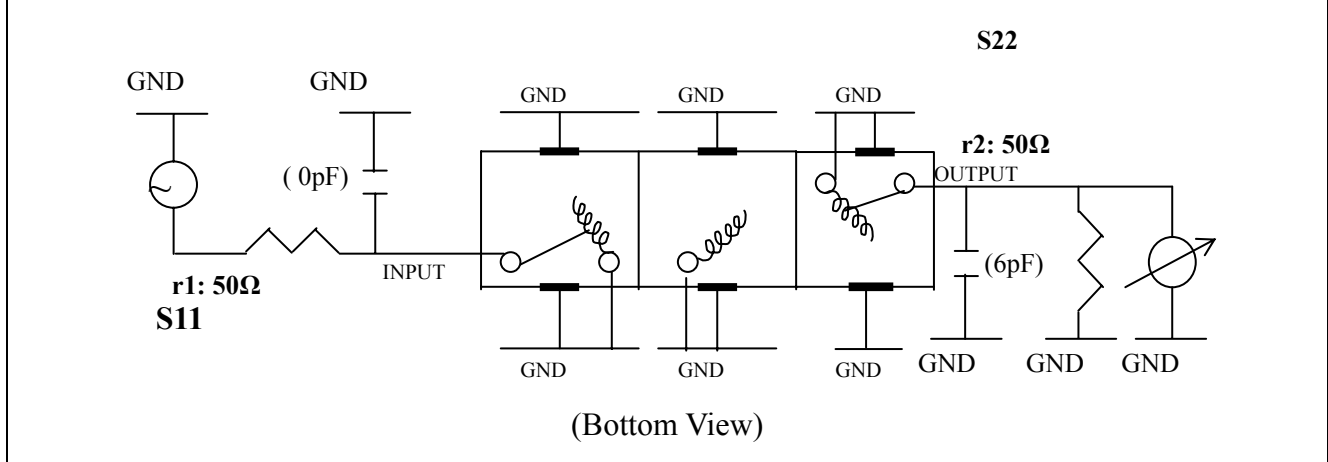 S22
GND
GND
GND
GND
GND
r2: 50Ω
( 0pF)
OUTPUT
INPUT
(6pF)
r1: 50Ω
S11
GND
GND
GND
GND
GND
GND
(Bottom View)